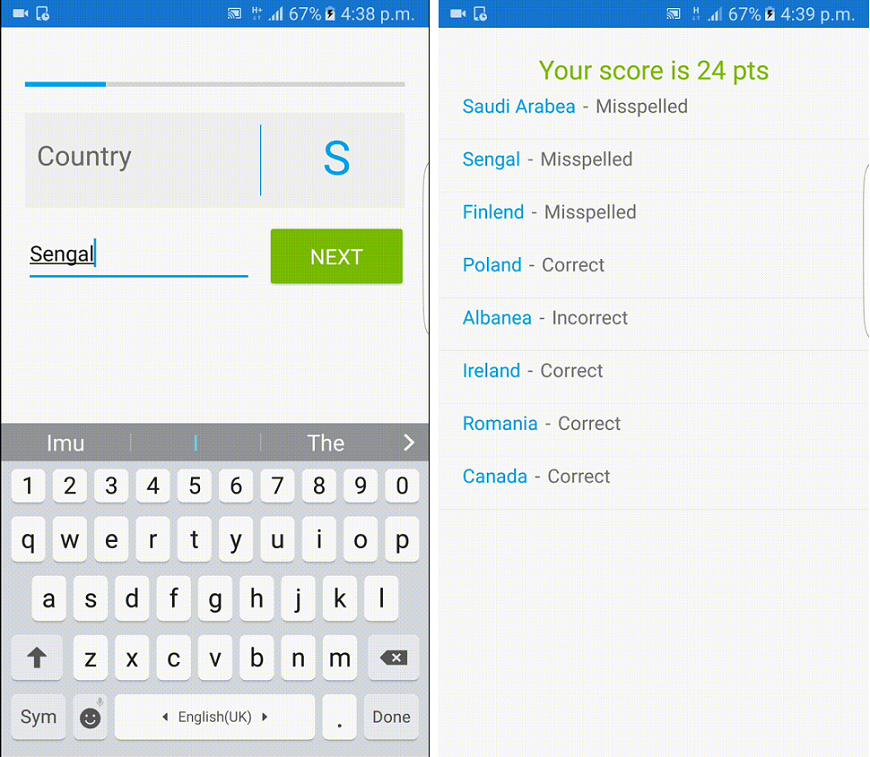 67% 4:38 p.m.
Country S
Sengal NEXT
Imu I The
1 2 3 4 5 6 7 8 9 0
q w e r t y u i o p
a s d f g h j k l
z x c v b n m
Sym English(UK) . Done
H 67% 4:39 p.m.
Your score is 24 pts
Saudi Arabea - Misspelled
Sengal - Misspelled
Finlend - Misspelled
Poland - Correct
Albanea - Incorrect
Ireland - Correct
Romania - Correct
Canada - Correct